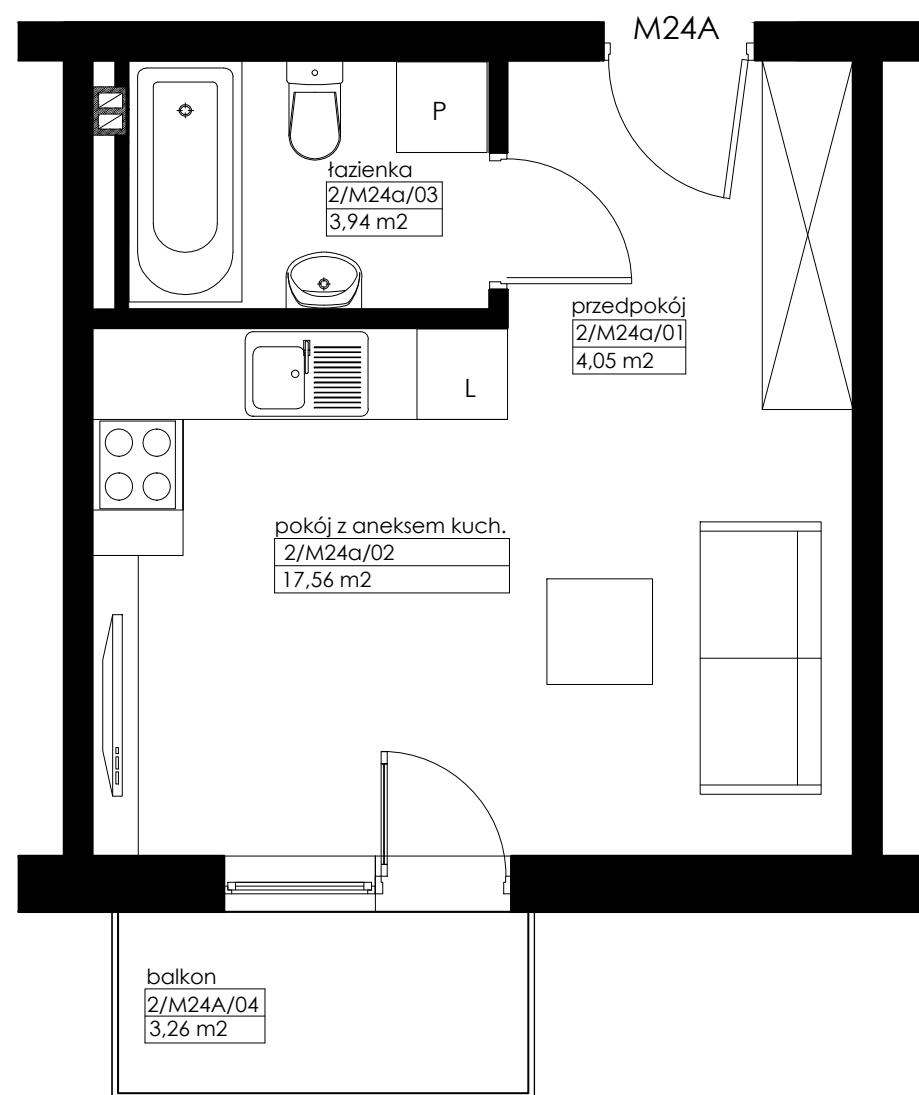 M24A
P
łazienka
2/M24a/03
3,94 m2
przedpokój
2/M24a/01
4,05 m2
L
pokój z aneksem kuch.
2/M24a/02
17,56 m2
balkon
2/M24A/04
3,26 m2